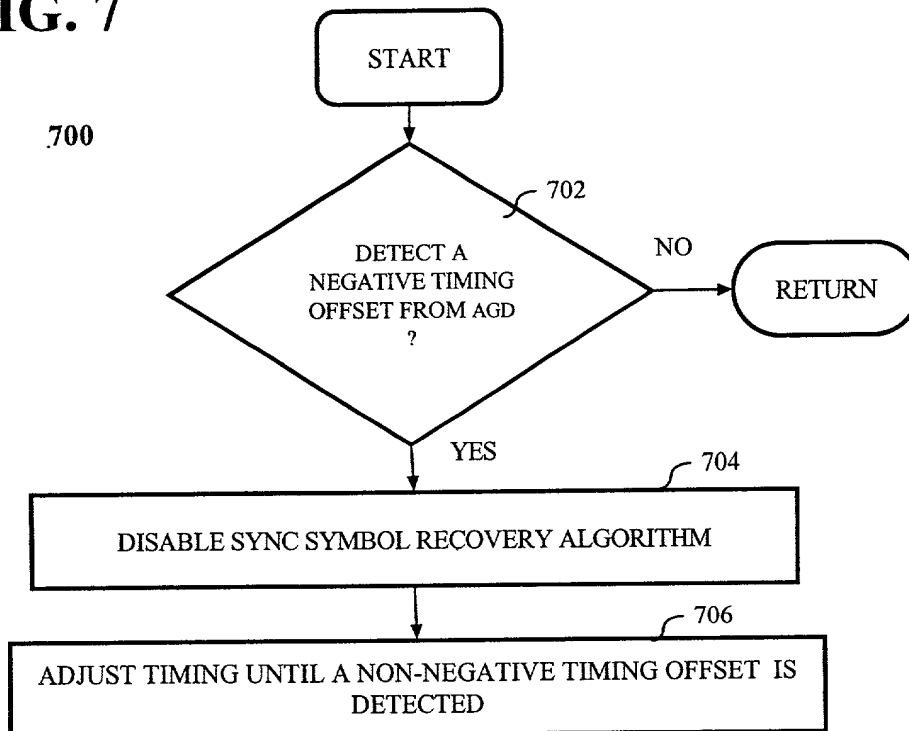 IG. 7
START
700
702
DETECT A
NEGATIVE TIMING
OFFSET FROM AGD
?
NO
RETURN
YES
704
DISABLE SYNC SYMBOL RECOVERY ALGORITHM
706
ADJUST TIMING UNTIL A NON-NEGATIVE TIMING OFFSET IS
DETECTED